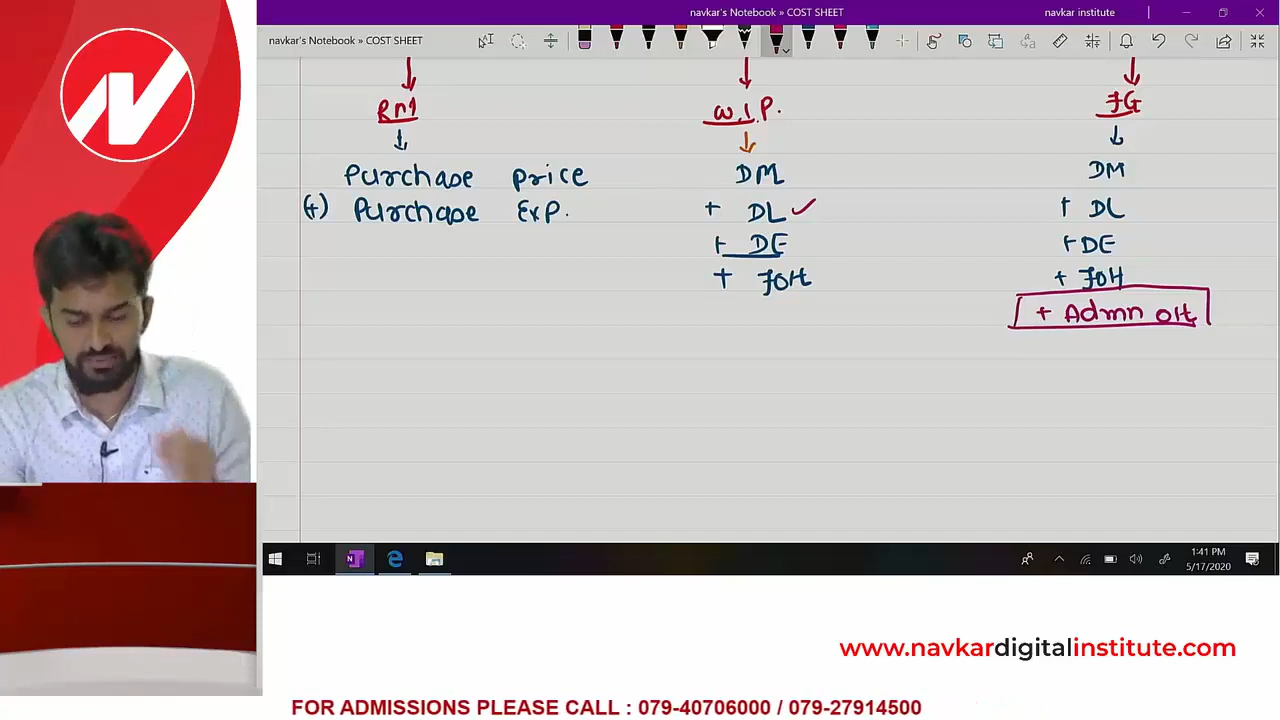 navkar's Notebook » COST SHEET
navkar institute
navkar's Notebook » COST SHEET
RM
W.I.P.
FG
Purchase price
DM
DM
(+) Purchase Exp.
+ DL
+ DL
+ DE
+ DE
+ FOH
+ FOH
+ Admn OH
1:41 PM
5/17/2020
www.navkardigitalinstitute.com
FOR ADMISSIONS PLEASE CALL : 079-40706000 / 079-27914500